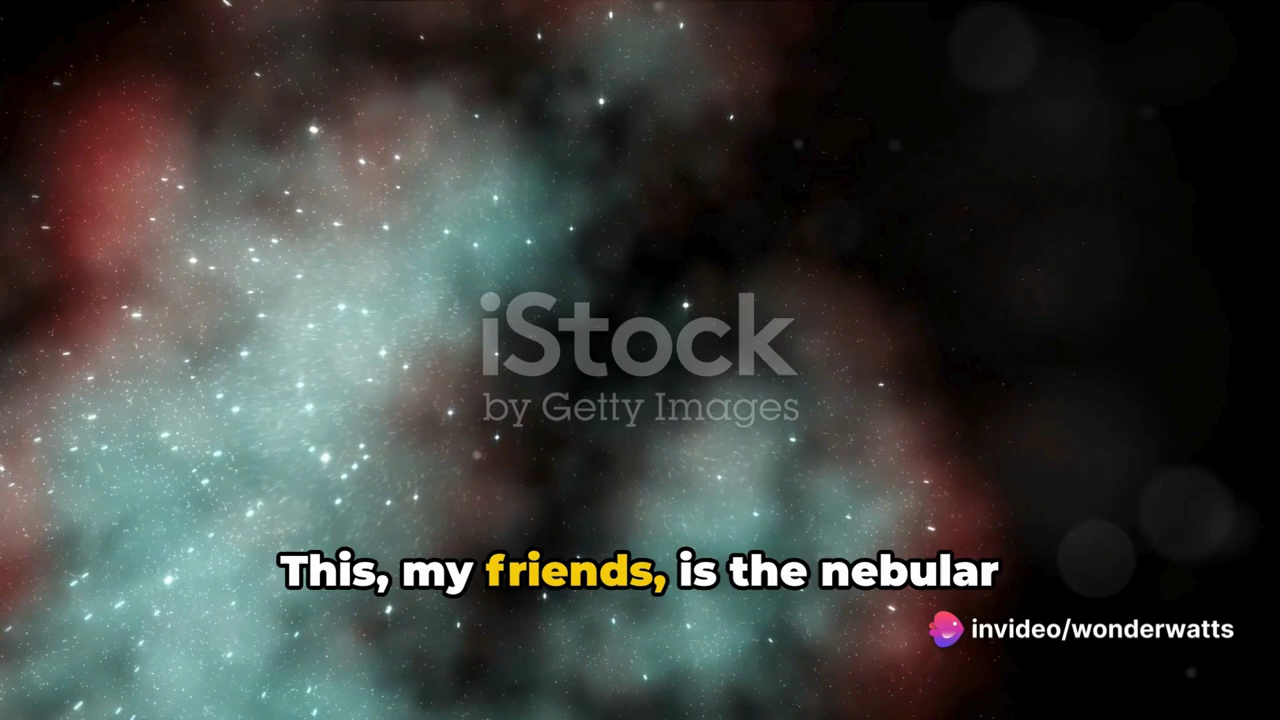 iStock
by Getty Images
This, my friends, is the nebular
invideo/wonderwatts